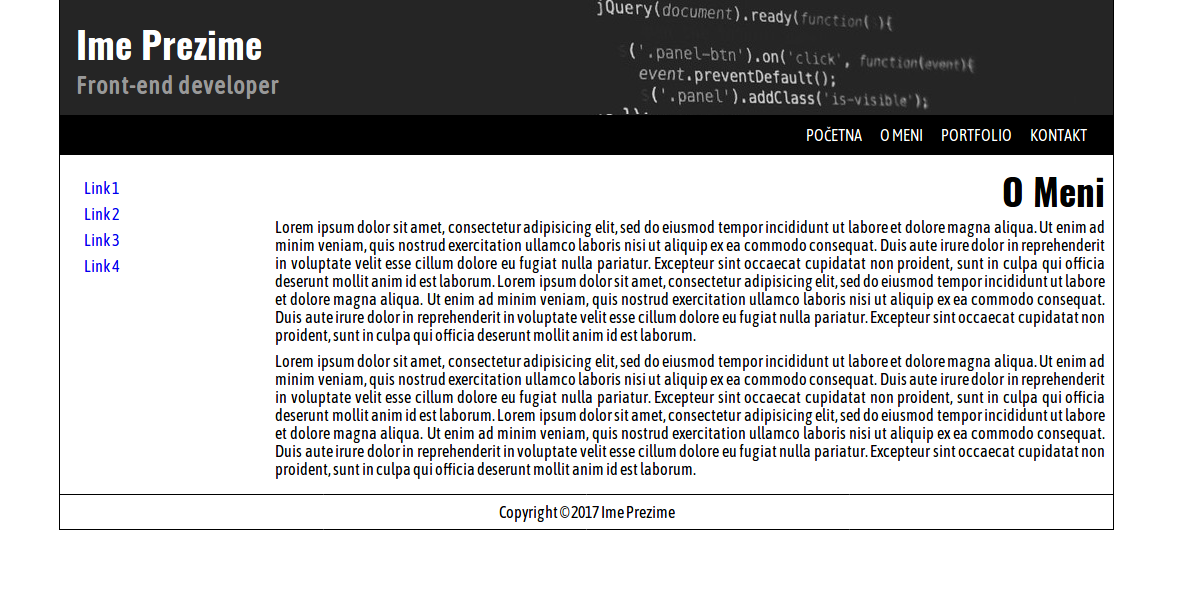 Ime Prezime
Front-end developer
jQuery(document).ready(function( ){
('.panel-btn').on('click', function(event){
event.preventDefault();
('.panel').addClass('is-visible');
POČETNA O MENI PORTFOLIO KONTAKT
Link1
Link2
Link3
Link4
O Meni
Lorem ipsum dolor sit amet, consectetur adipisicing elit, sed do eiusmod tempor incididunt ut labore et dolore magna aliqua. Ut enim ad
minim veniam, quis nostrud exercitation ullamco laboris nisi ut aliquip ex ea commodo consequat. Duis aute irure dolor in reprehenderit
in voluptate velit esse cillum dolore eu fugiat nulla pariatur. Excepteur sint occaecat cupidatat non proident, sunt in culpa qui officia
deserunt mollit anim id est laborum. Lorem ipsum dolor sit amet, consectetur adipisicing elit, sed do eiusmod tempor incididunt ut labore
et dolore magna aliqua. Ut enim ad minim veniam, quis nostrud exercitation ullamco laboris nisi ut aliquip ex ea commodo consequat.
Duis aute irure dolor in reprehenderit in voluptate velit esse cillum dolore eu fugiat nulla pariatur. Excepteur sint occaecat cupidatat non
proident, sunt in culpa qui officia deserunt mollit anim id est laborum.
Lorem ipsum dolor sit amet, consectetur adipisicing elit, sed do eiusmod tempor incididunt ut labore et dolore magna aliqua. Ut enim ad
minim veniam, quis nostrud exercitation ullamco laboris nisi ut aliquip ex ea commodo consequat. Duis aute irure dolor in reprehenderit
in voluptate velit esse cillum dolore eu fugiat nulla pariatur. Excepteur sint occaecat cupidatat non proident, sunt in culpa qui officia
deserunt mollit anim id est laborum. Lorem ipsum dolor sit amet, consectetur adipisicing elit, sed do eiusmod tempor incididunt ut labore
et dolore magna aliqua. Ut enim ad minim veniam, quis nostrud exercitation ullamco laboris nisi ut aliquip ex ea commodo consequat.
Duis aute irure dolor in reprehenderit in voluptate velit esse cillum dolore eu fugiat nulla pariatur. Excepteur sint occaecat cupidatat non
proident, sunt in culpa qui officia deserunt mollit anim id est laborum.
Copyright ©2017 Ime Prezime